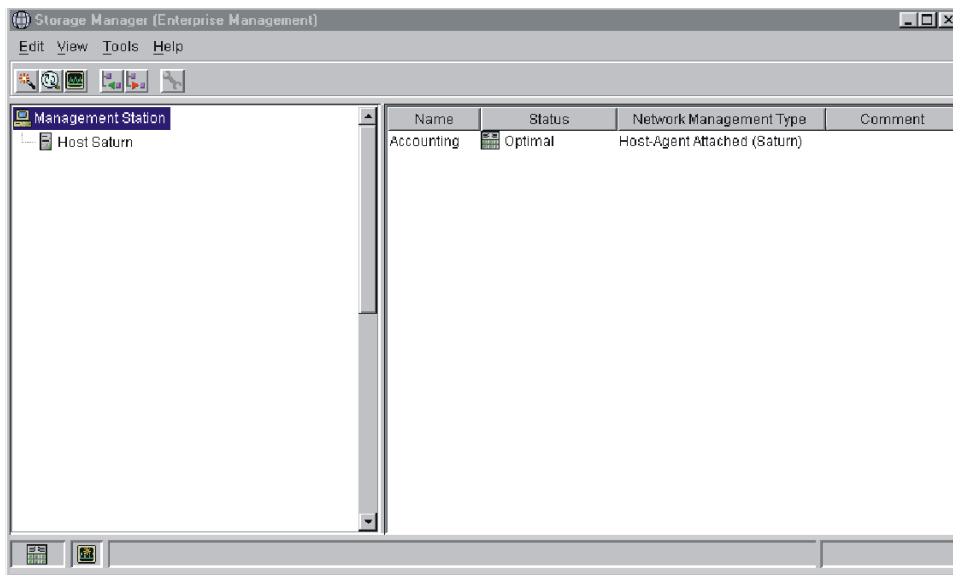 Storage Manager (Enterprise Management)
Edit View Tools Help
Management Station
Host Saturn
Name Status Network Management Type Comment
Accounting Optimal Host-Agent Attached (Saturn)